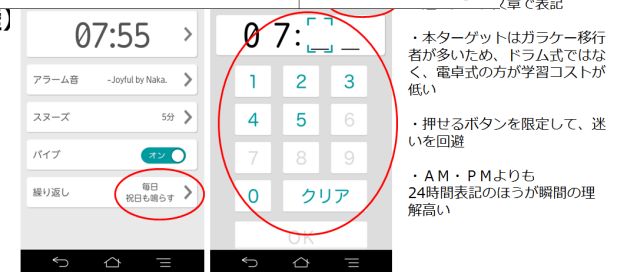 】
07:55
アラーム音 -Joyful by Naka.
スヌーズ 5分
バイブ オン
繰り返し 毎日
祝日も鳴らす
07:_ _
1 2 3
4 5 6
7 8 9
0 クリア
OK
章で表記
・本ターゲットはガラケー移行
者が多いため、ドラム式ではな
く、電卓式の方が学習コストが
低い
・押せるボタンを限定して、迷
いを回避
・ＡＭ・ＰＭよりも
24時間表記のほうが瞬間の理
解高い